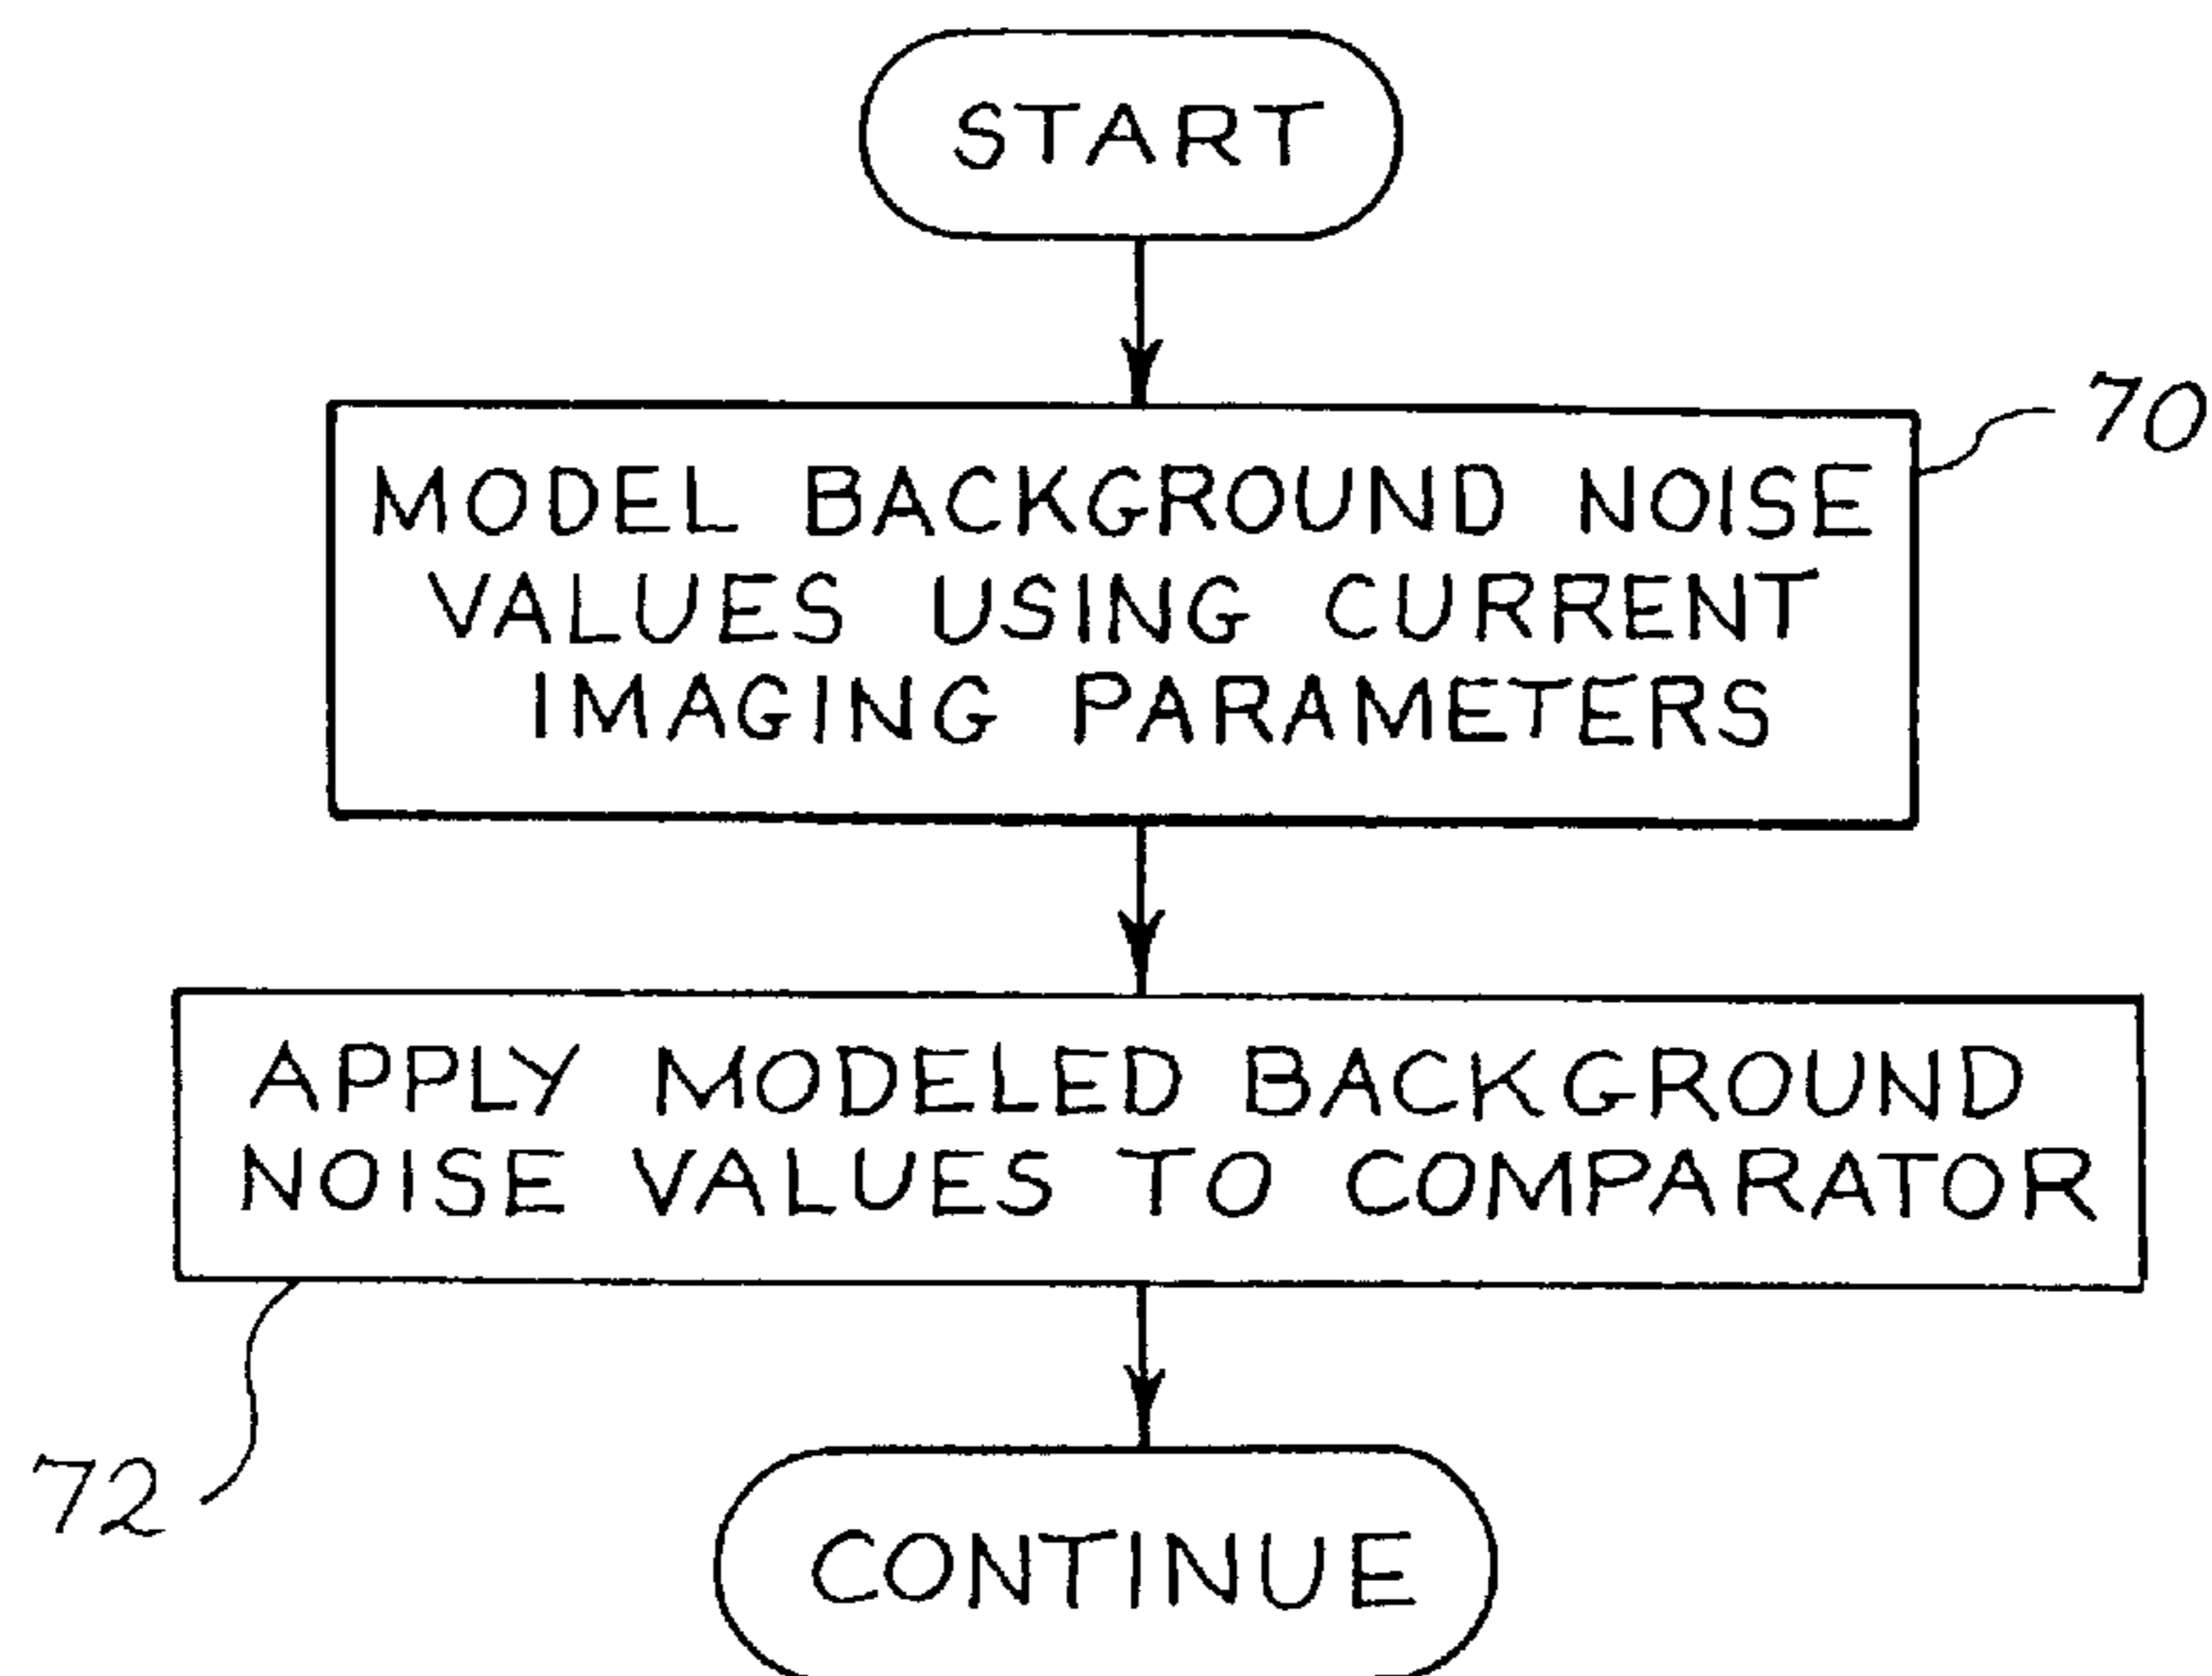 START
70
MODEL BACKGROUND NOISE
VALUES USING CURRENT
IMAGING PARAMETERS
APPLY MODELED BACKGROUND
NOISE VALUES TO COMPARATOR
72
CONTINUE